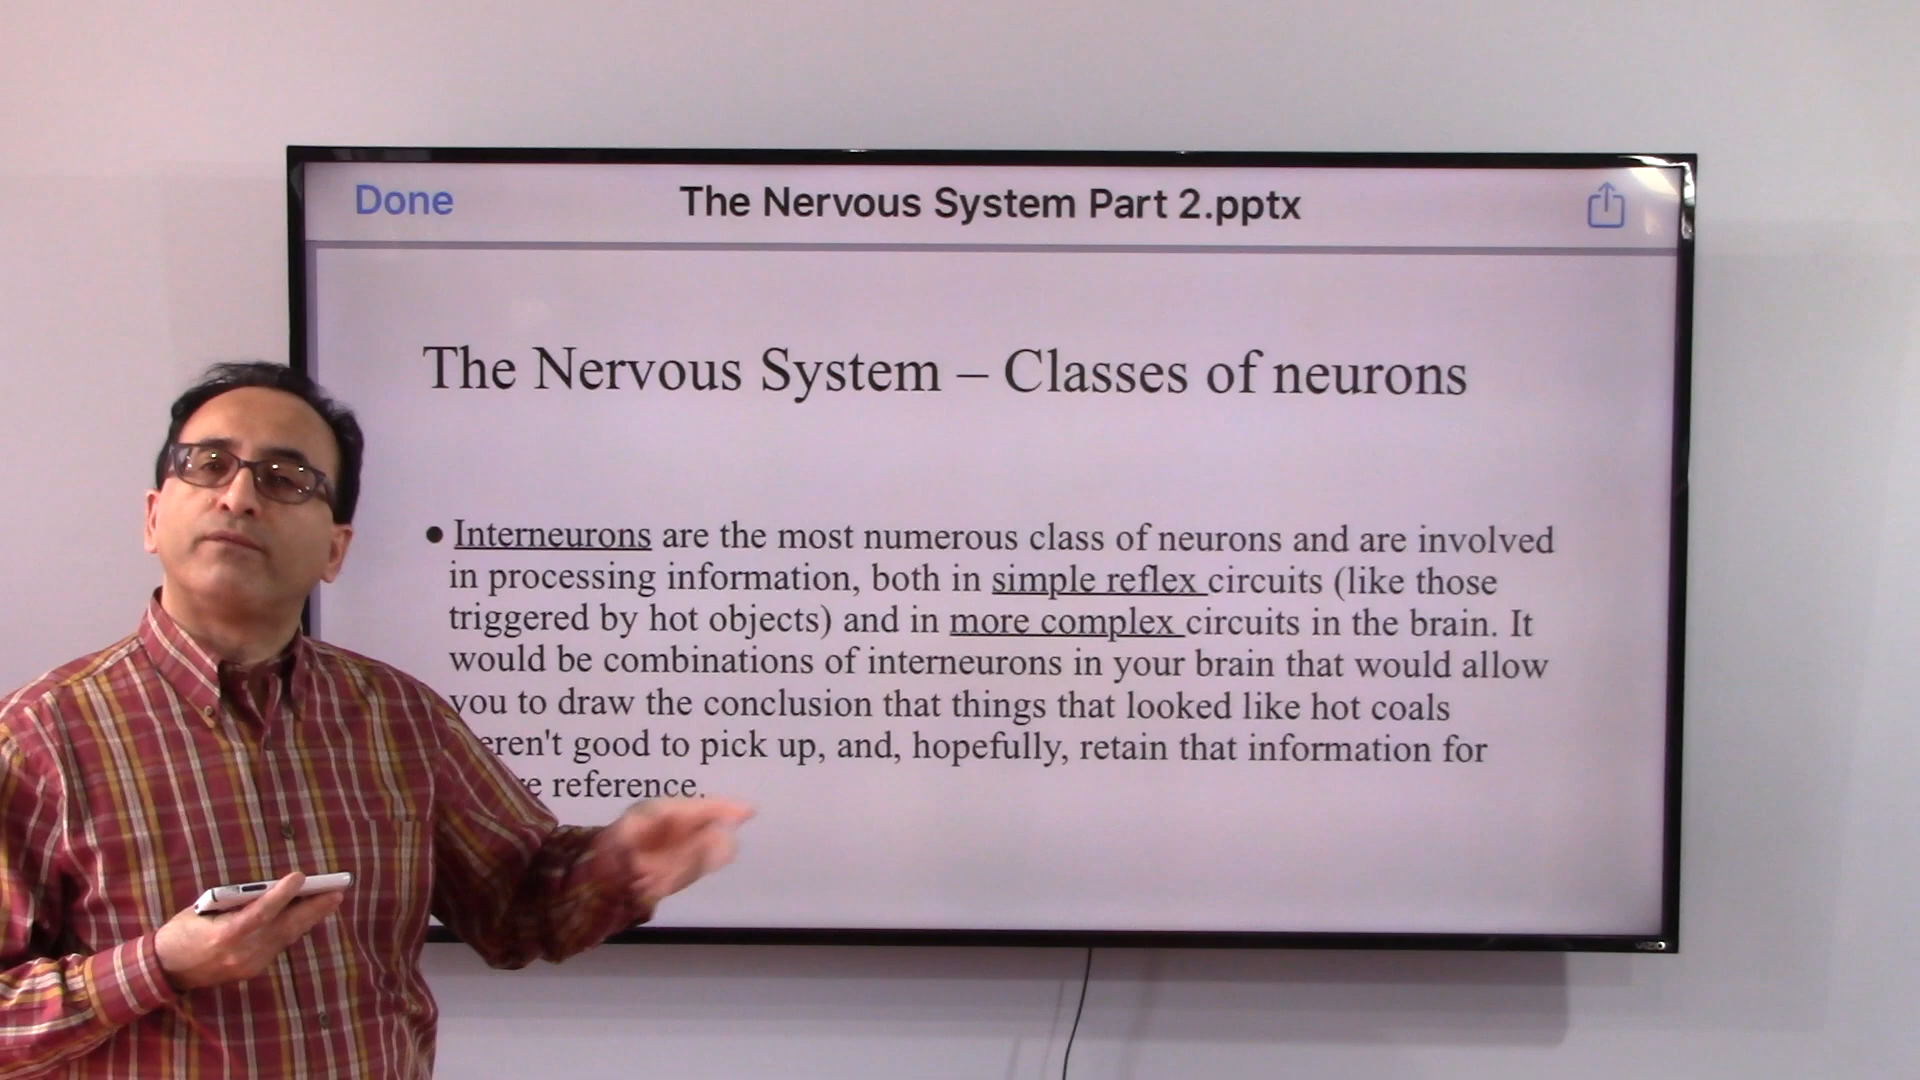 Done
The Nervous System Part 2.pptx
The Nervous System – Classes of neurons
• Interneurons are the most numerous class of neurons and are involved
in processing information, both in simple reflex circuits (like those
triggered by hot objects) and in more complex circuits in the brain. It
would be combinations of interneurons in your brain that would allow
you to draw the conclusion that things that looked like hot coals
eren't good to pick up, and, hopefully, retain that information for
reference.
VIZIO